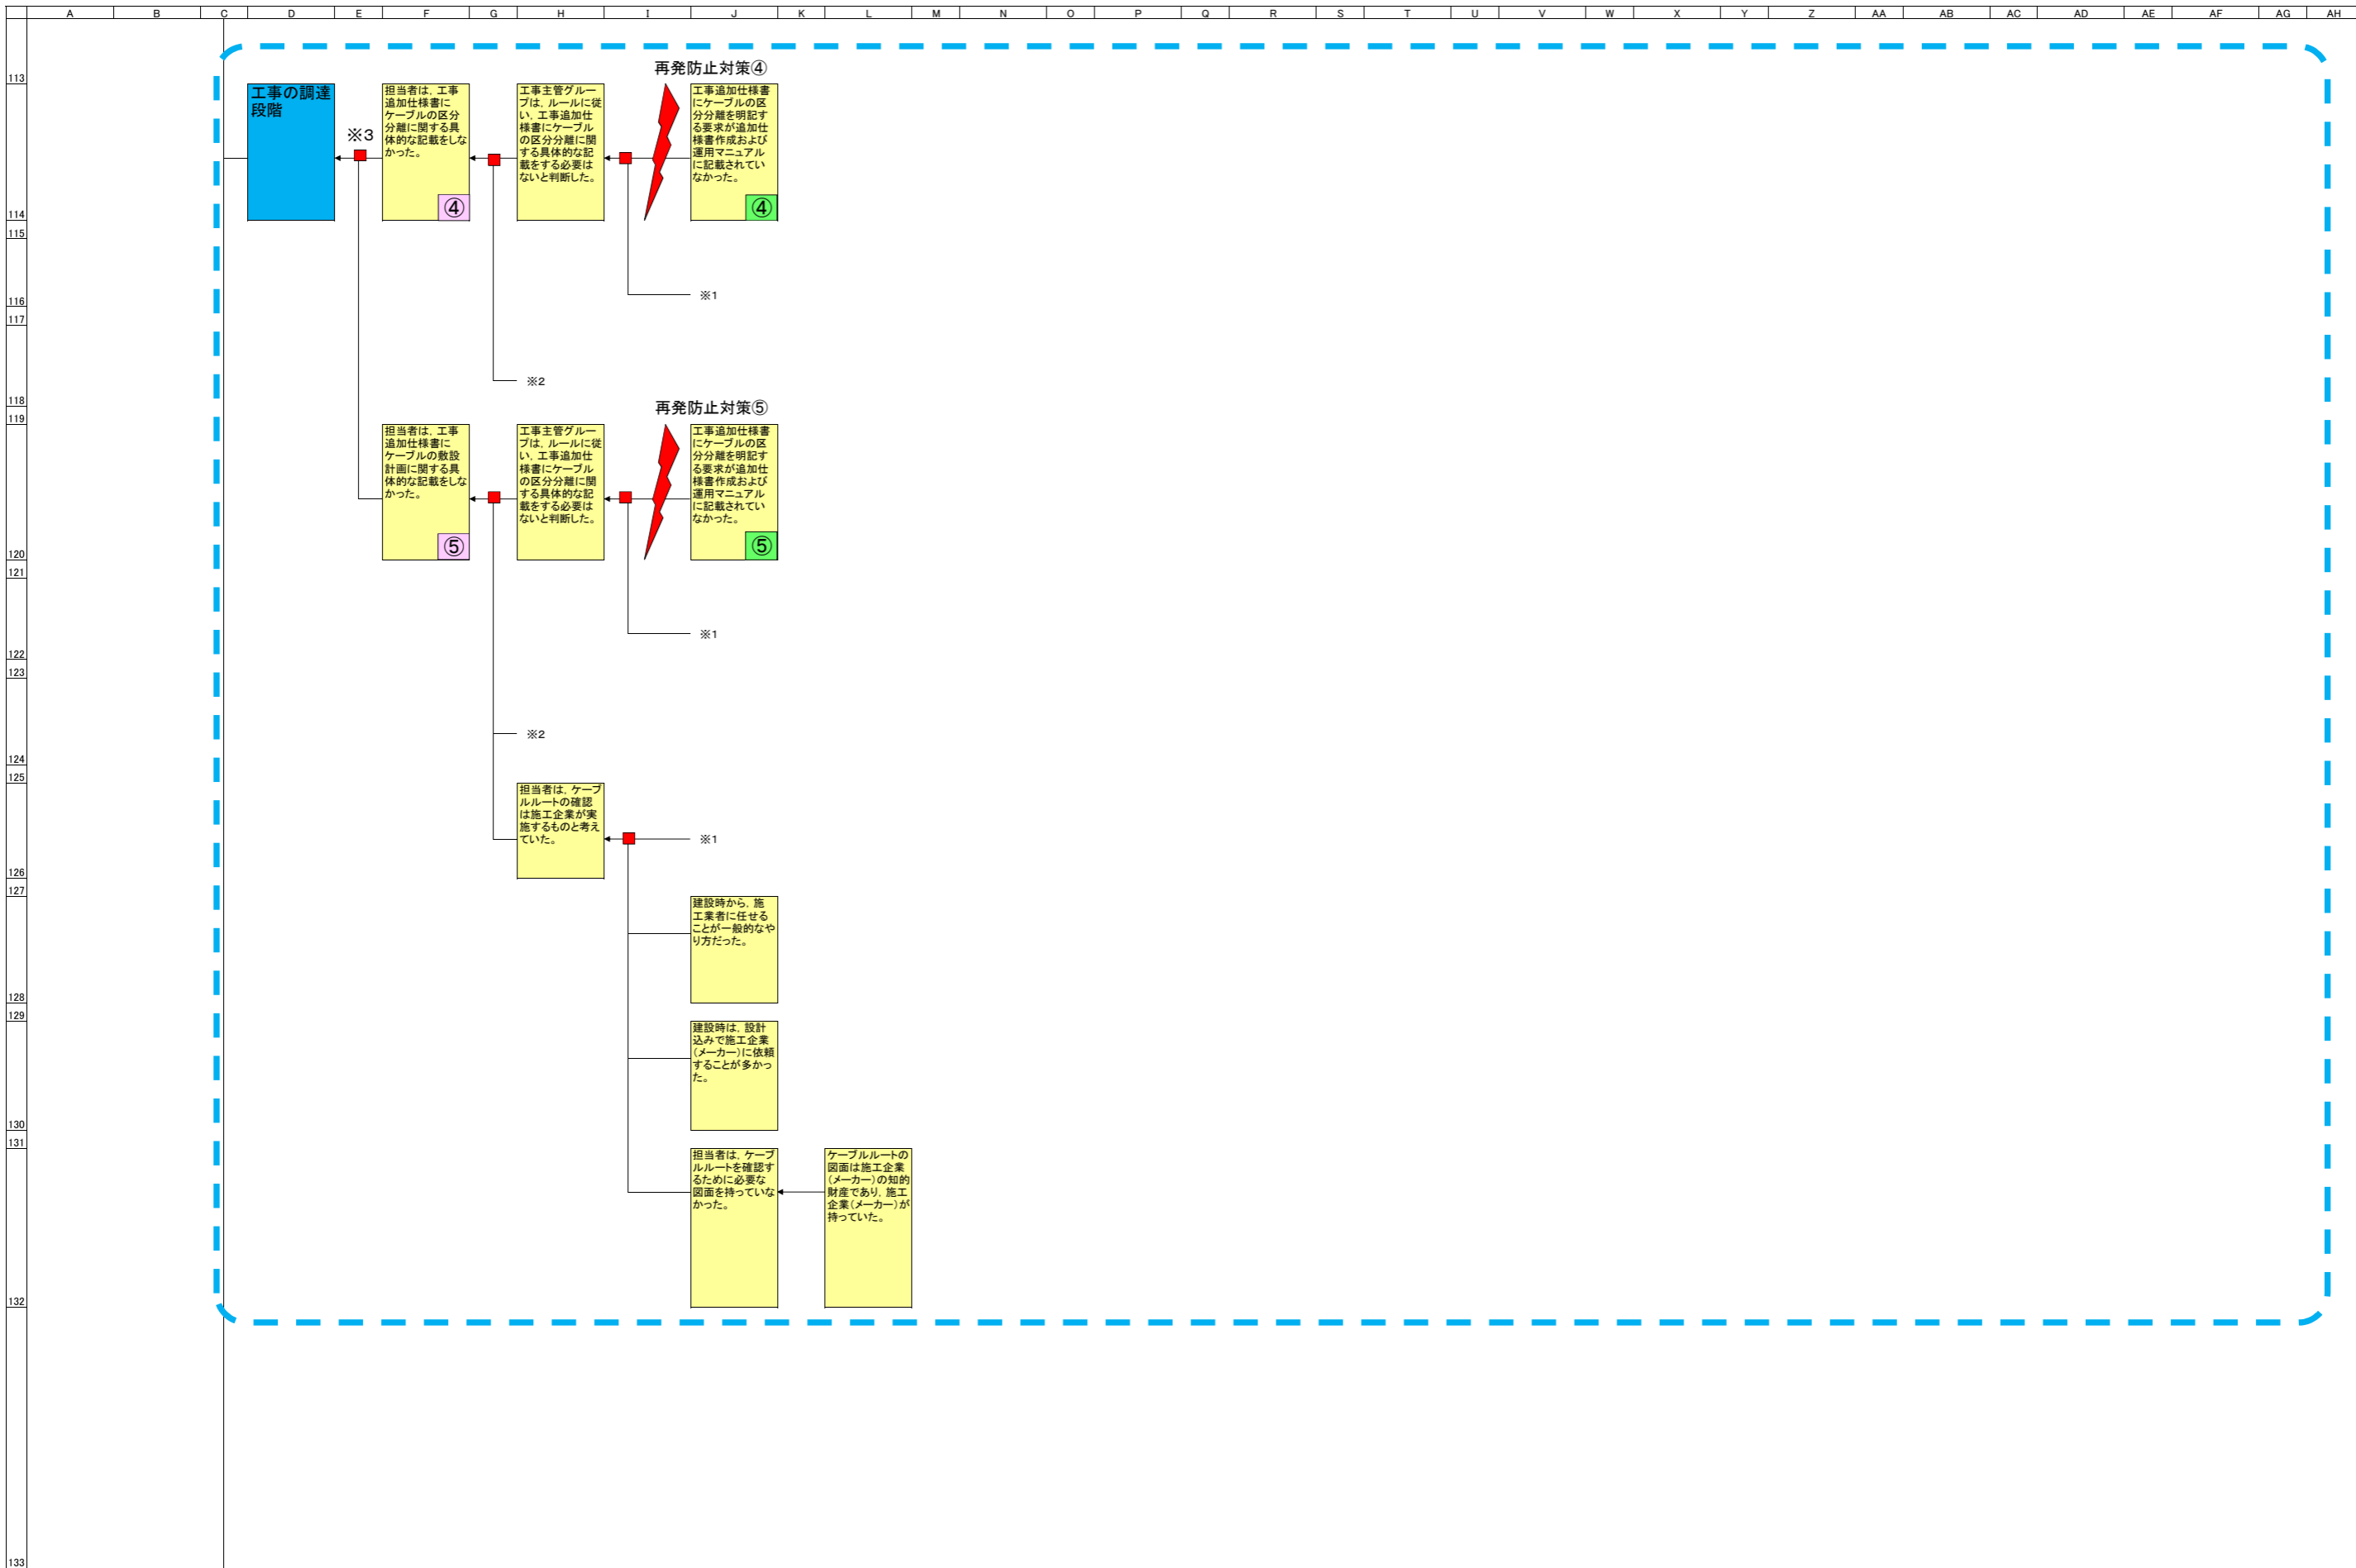 A B C D E F G H I J K L M N O P Q R S T U V W X Y Z AA AB AC AD AE AF AG AH
113
再発防止対策④
工事の調達
段階
※3
担当者は，工事
追加仕様書に
ケーブルの区分
分離に関する具
体的な記載をしな
かった。
④
工事主管グルー
プは，ルールに従
い，工事追加仕
様書にケーブル
の区分分離に関
する具体的な記
載をする必要は
ないと判断した。
工事追加仕様書
にケーブルの区
分分離を明記す
る要求が追加仕
様書作成および
運用マニュアル
に記載されてい
なかった。
④
114
115
※1
116
117
※2
118
119
再発防止対策⑤
担当者は，工事
追加仕様書に
ケーブルの敷設
計画に関する具
体的な記載をしな
かった。
⑤
工事主管グルー
プは，ルールに従
い，工事追加仕
様書にケーブル
の区分分離に関
する具体的な記
載をする必要は
ないと判断した。
工事追加仕様書
にケーブルの区
分分離を明記す
る要求が追加仕
様書作成および
運用マニュアル
に記載されてい
なかった。
⑤
120
121
※1
122
123
※2
124
125
担当者は，ケーブ
ルルートの確認
は施工企業が実
施するものと考え
ていた。
※1
126
127
建設時から，施
工業者に任せる
ことが一般的なや
り方だった。
128
129
建設時は，設計
込みで施工企業
（メーカー）に依頼
することが多かっ
た。
130
131
担当者は，ケーブ
ルルートを確認す
るために必要な
図面を持っていな
かった。
ケーブルルートの
図面は施工企業
（メーカー）の知的
財産であり，施工
企業（メーカー）が
持っていた。
132
133